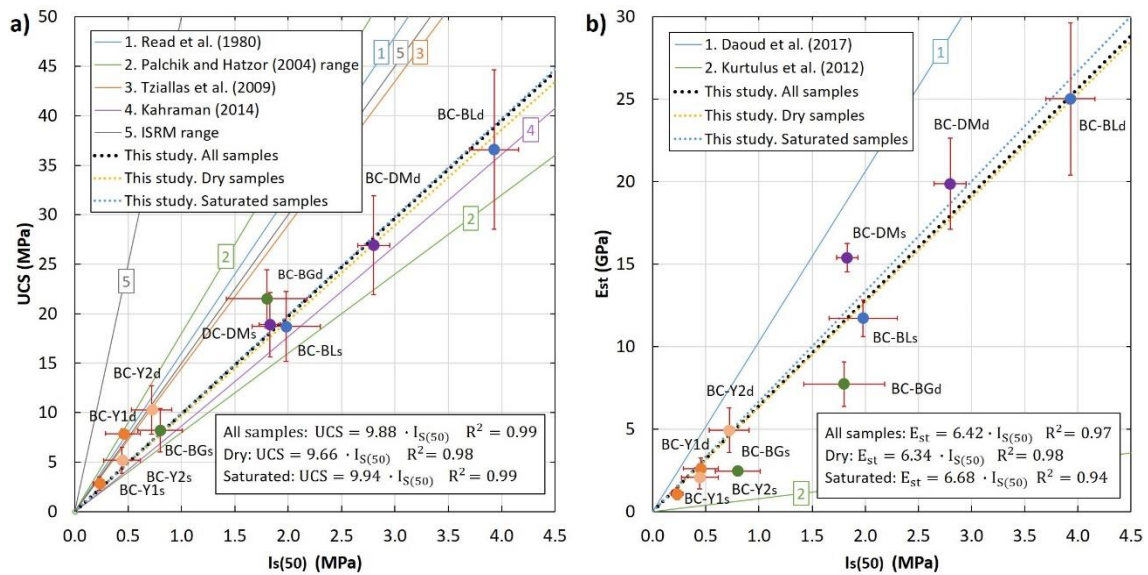 a)
50
45
40
35
30
25
20
15
10
5
0
UCS (MPa)
1. Read et al. (1980)
2. Palchik and Hatzor (2004) range
3. Tziallas et al. (2009)
4. Kahraman (2014)
5. ISRM range
This study. All samples
This study. Dry samples
This study. Saturated samples
1
5
3
2
5
4
2
BC-BLd
BC-DMd
BC-BGd
DC-DMs
BC-BLs
BC-Y2d
BC-Y1d
BC-BGs
BC-Y2s
BC-Y1s
All samples: UCS = 9.88 · I_S(50) R² = 0.99
Dry: UCS = 9.66 · I_S(50) R² = 0.98
Saturated: UCS = 9.94 · I_S(50) R² = 0.99
0.0 0.5 1.0 1.5 2.0 2.5 3.0 3.5 4.0 4.5
Is(50) (MPa)
b)
30
25
20
15
10
5
0
Est (GPa)
1. Daoud et al. (2017)
2. Kurtulus et al. (2012)
This study. All samples
This study. Dry samples
This study. Saturated samples
1
BC-BLd
BC-DMd
BC-DMs
BC-BLs
BC-BGd
BC-Y2d
BC-Y1d
BC-BGs
BC-Y2s
BC-Y1s
2
All samples: E_st = 6.42 · I_S(50) R² = 0.97
Dry: E_st = 6.34 · I_S(50) R² = 0.98
Saturated: E_st = 6.68 · I_S(50) R² = 0.94
0.0 0.5 1.0 1.5 2.0 2.5 3.0 3.5 4.0 4.5
Is(50) (MPa)